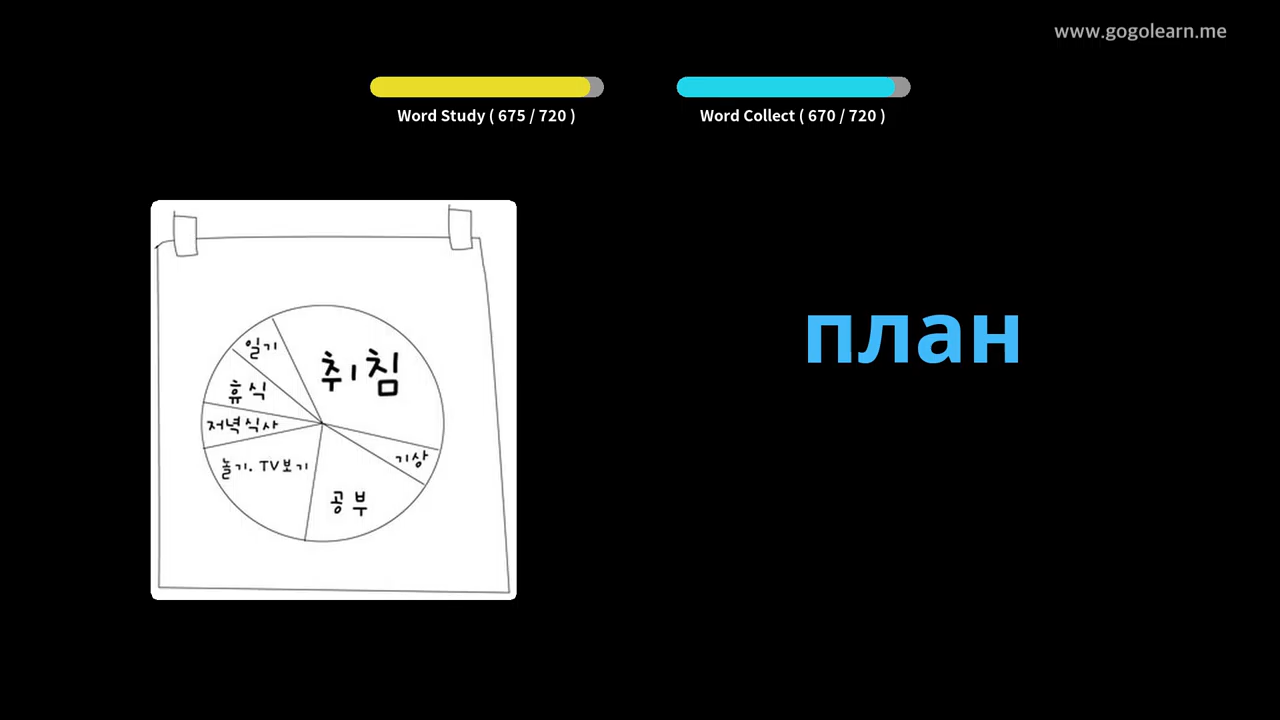 www.gogolearn.me
Word Study ( 675 / 720 )
Word Collect ( 670 / 720 )
일기
취침
휴식
저녁식사
놀기. TV보기
기상
공부
план